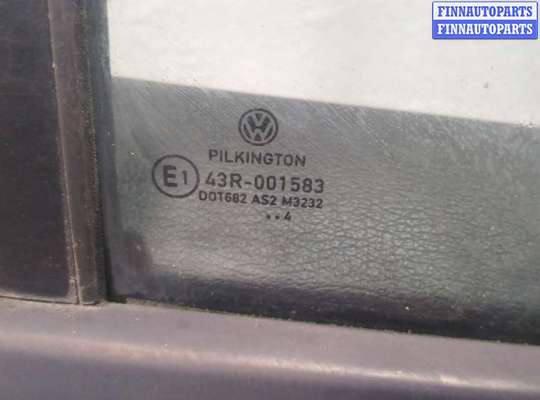 FINNAUTOPARTS
FINNAUTOPARTS
PILKINGTON
E1 43R-001583
DOT682 AS2 M3232
..4